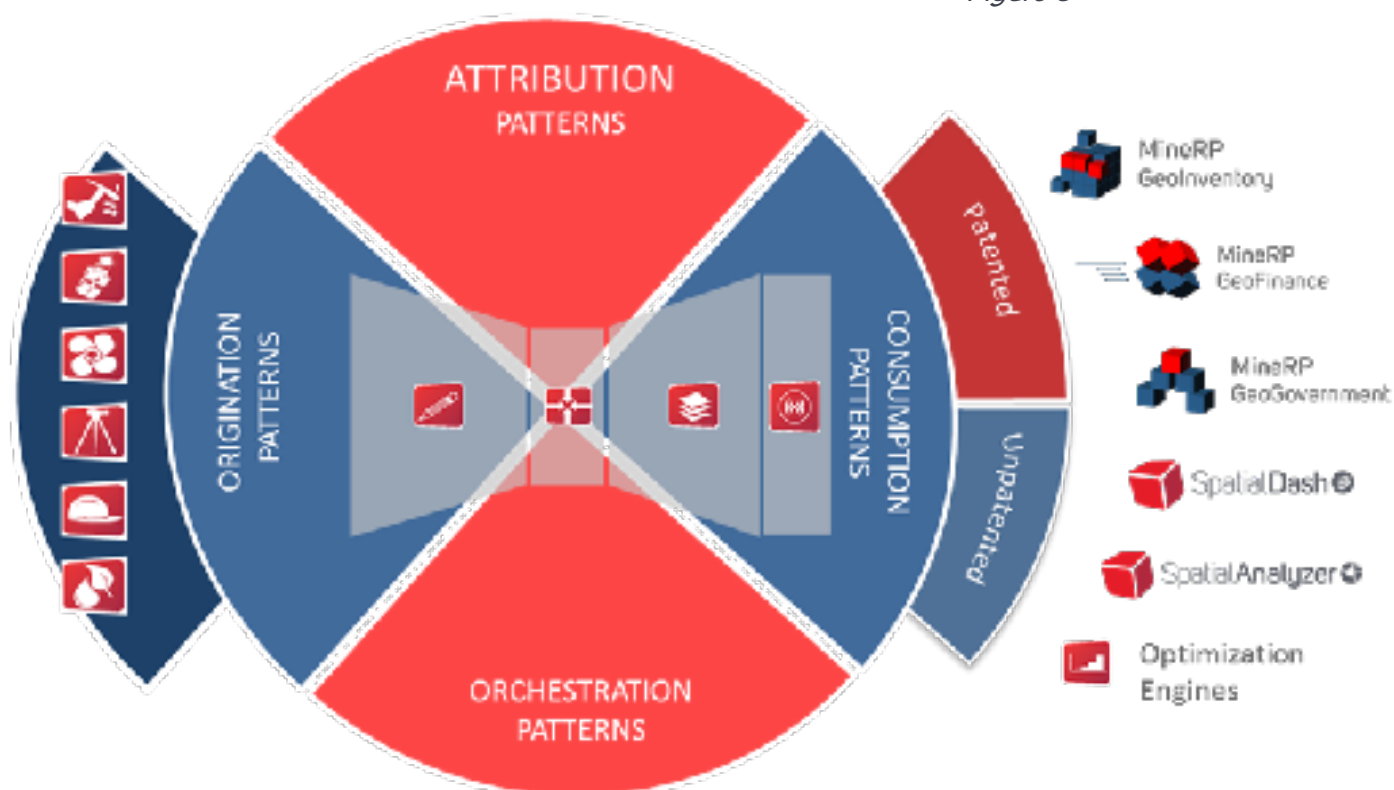 ATTRIBUTION
PATTERNS
ORIGINATION
PATTERNS
CONSUMPTION
PATTERNS
ORCHESTRATION
PATTERNS
Patented
Unpatented
MineRP
GeoInventory
MineRP
GeoFinance
MineRP
GeoGovernment
SpatialDash
SpatialAnalyzer
Optimization
Engines